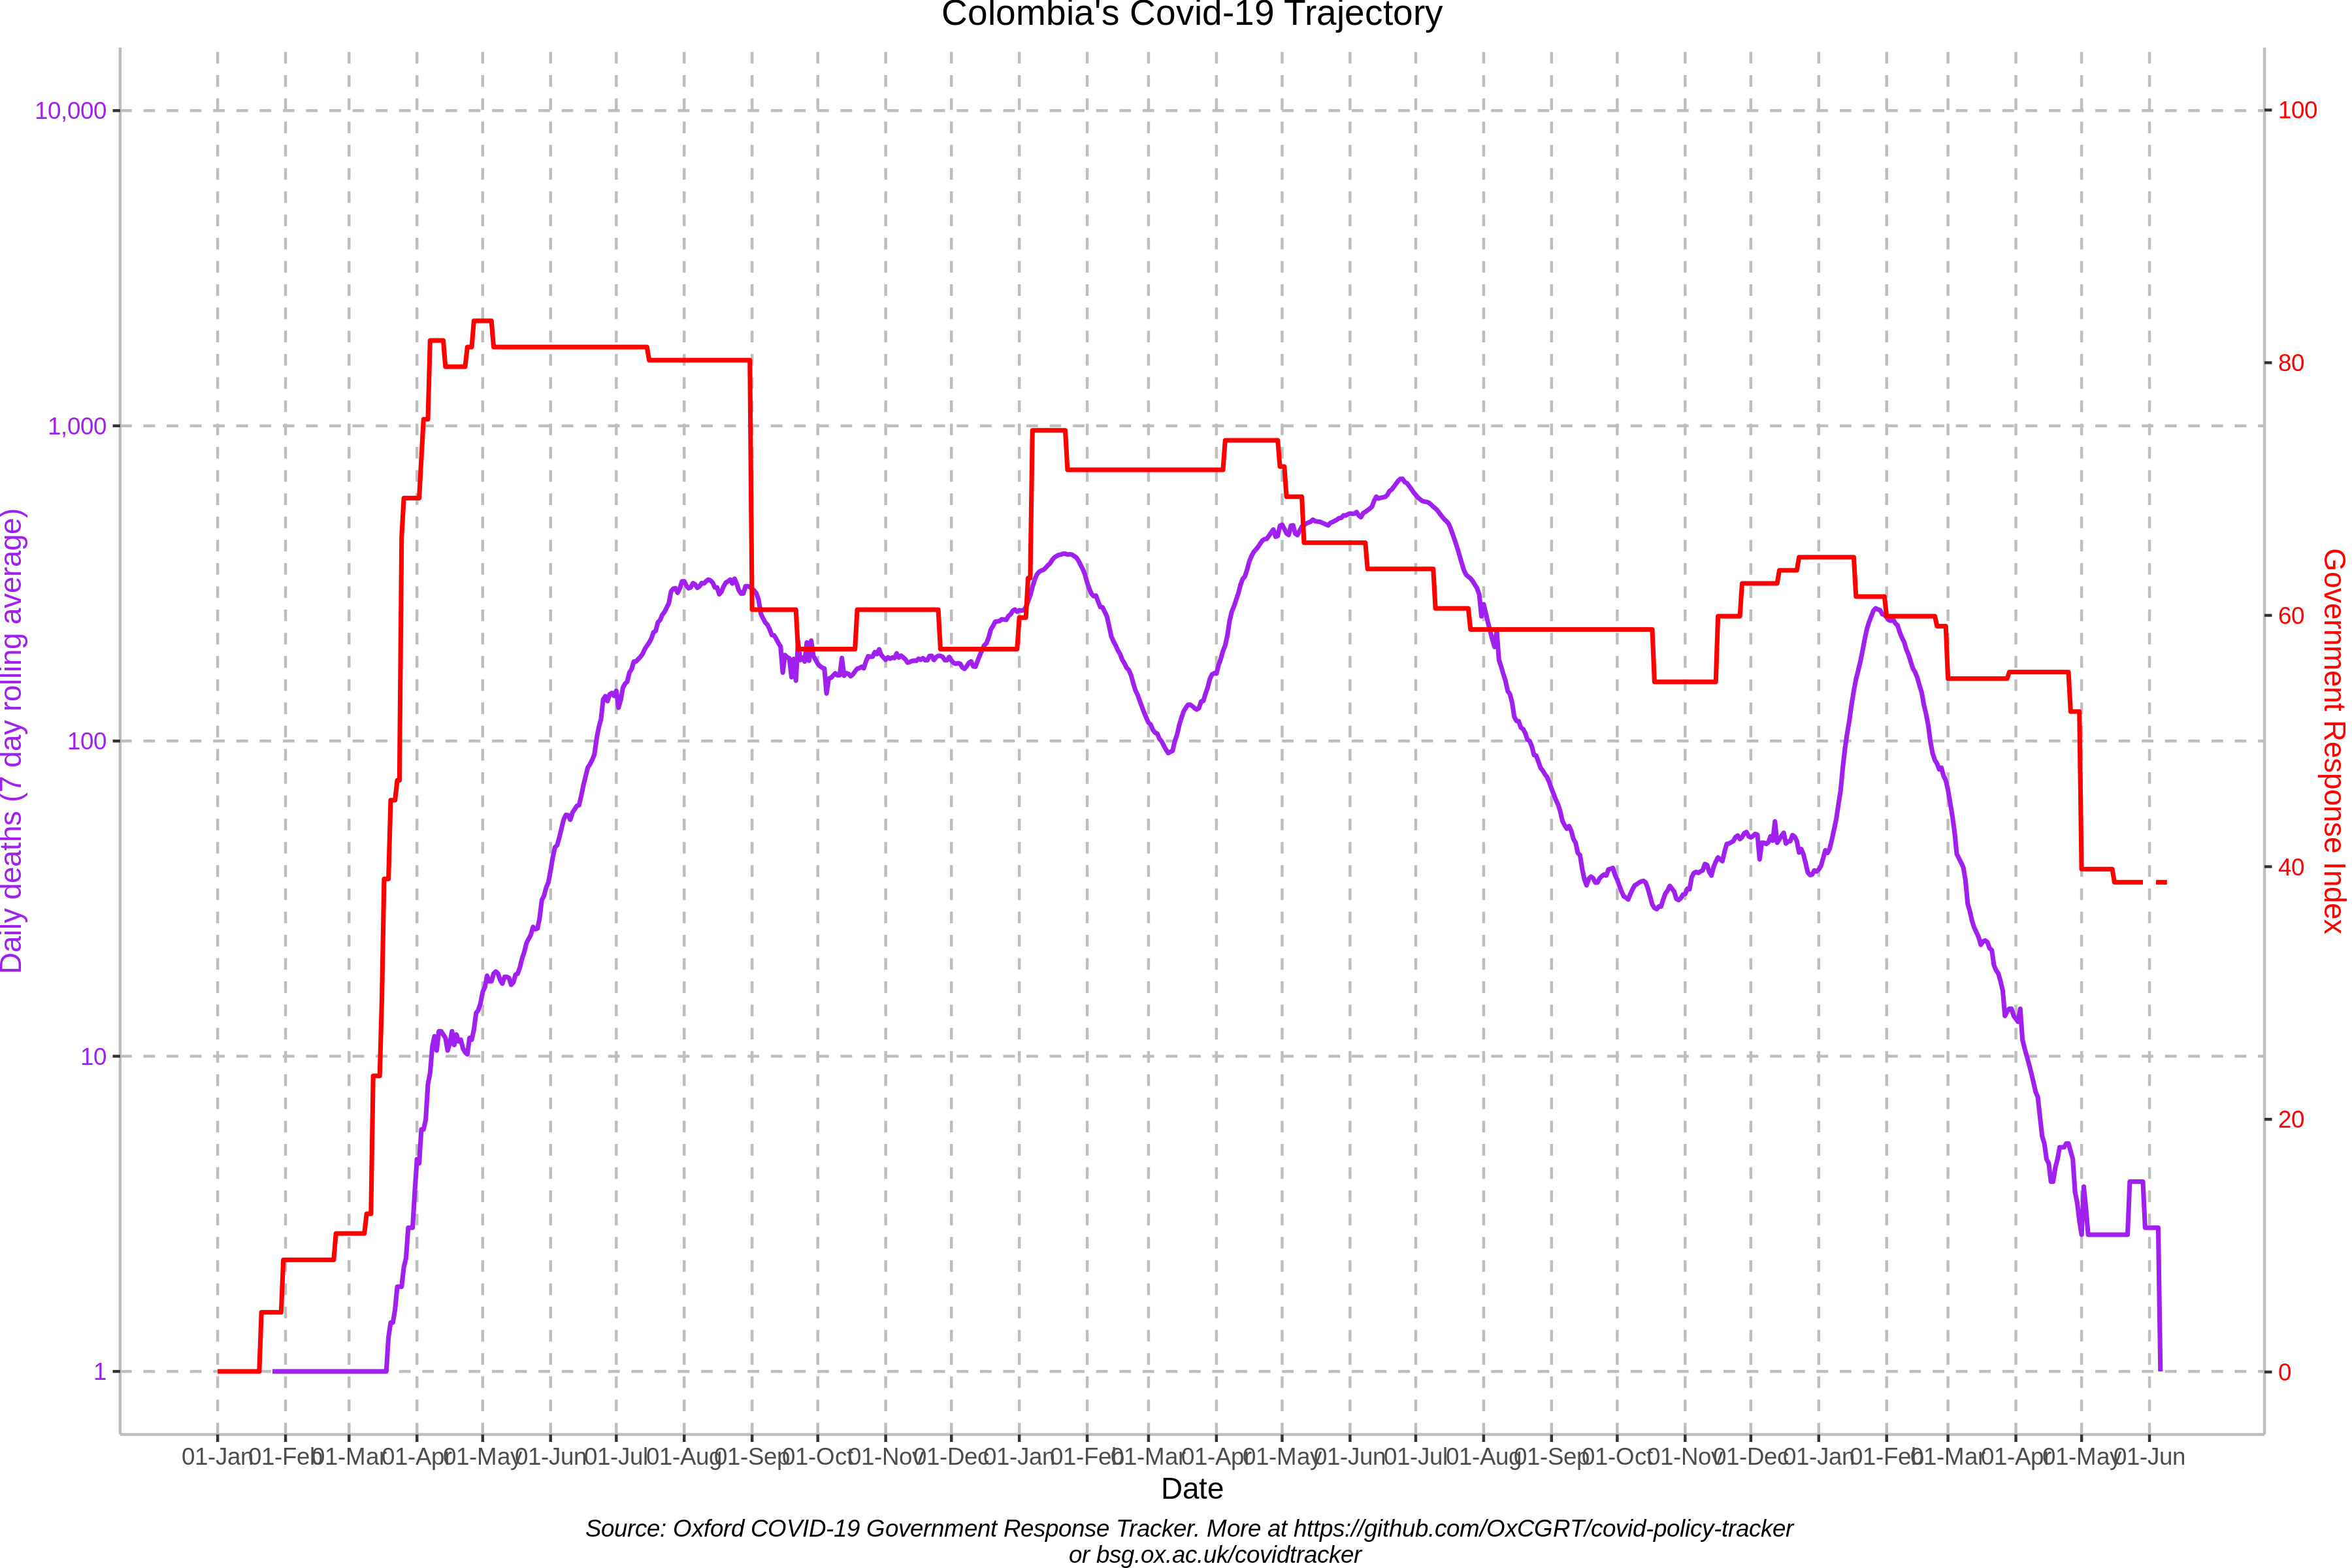 Colombia's Covid-19 Trajectory
10,000
1,000
100
10
1
Daily deaths (7 day rolling average)
100
80
60
40
20
0
Government Response Index
01-Jan 01-Feb 01-Mar 01-Apr 01-May 01-Jun 01-Jul 01-Aug 01-Sep 01-Oct 01-Nov 01-Dec 01-Jan 01-Feb 01-Mar 01-Apr 01-May 01-Jun 01-Jul 01-Aug 01-Sep 01-Oct 01-Nov 01-Dec 01-Jan 01-Feb 01-Mar 01-Apr 01-May 01-Jun
Date
Source: Oxford COVID-19 Government Response Tracker. More at https://github.com/OxCGRT/covid-policy-tracker
or bsg.ox.ac.uk/covidtracker